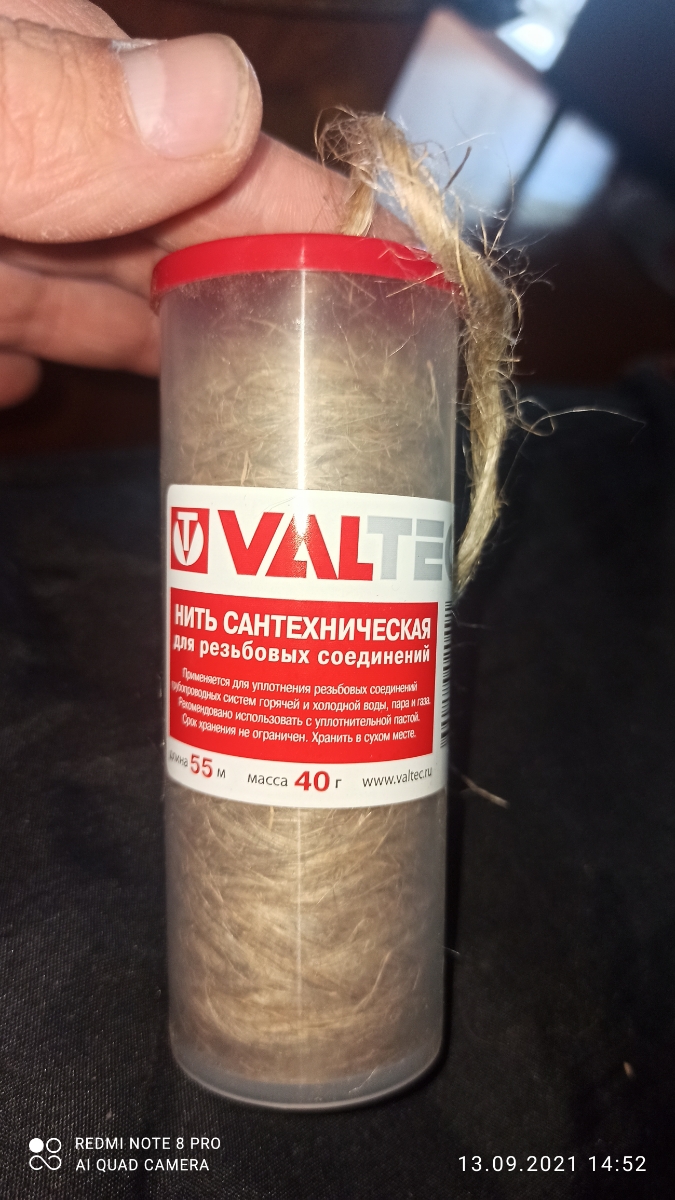 VALTEC
НИТЬ САНТЕХНИЧЕСКАЯ
для резьбовых соединений
Применяется для уплотнения резьбовых соединений
трубопроводных систем горячей и холодной воды, пара и газа.
Рекомендовано использовать с уплотнительной пастой.
Срок хранения не ограничен. Хранить в сухом месте.
длина 55 м масса 40 г www.valtec.ru
REDMI NOTE 8 PRO
AI QUAD CAMERA
13.09.2021 14:52